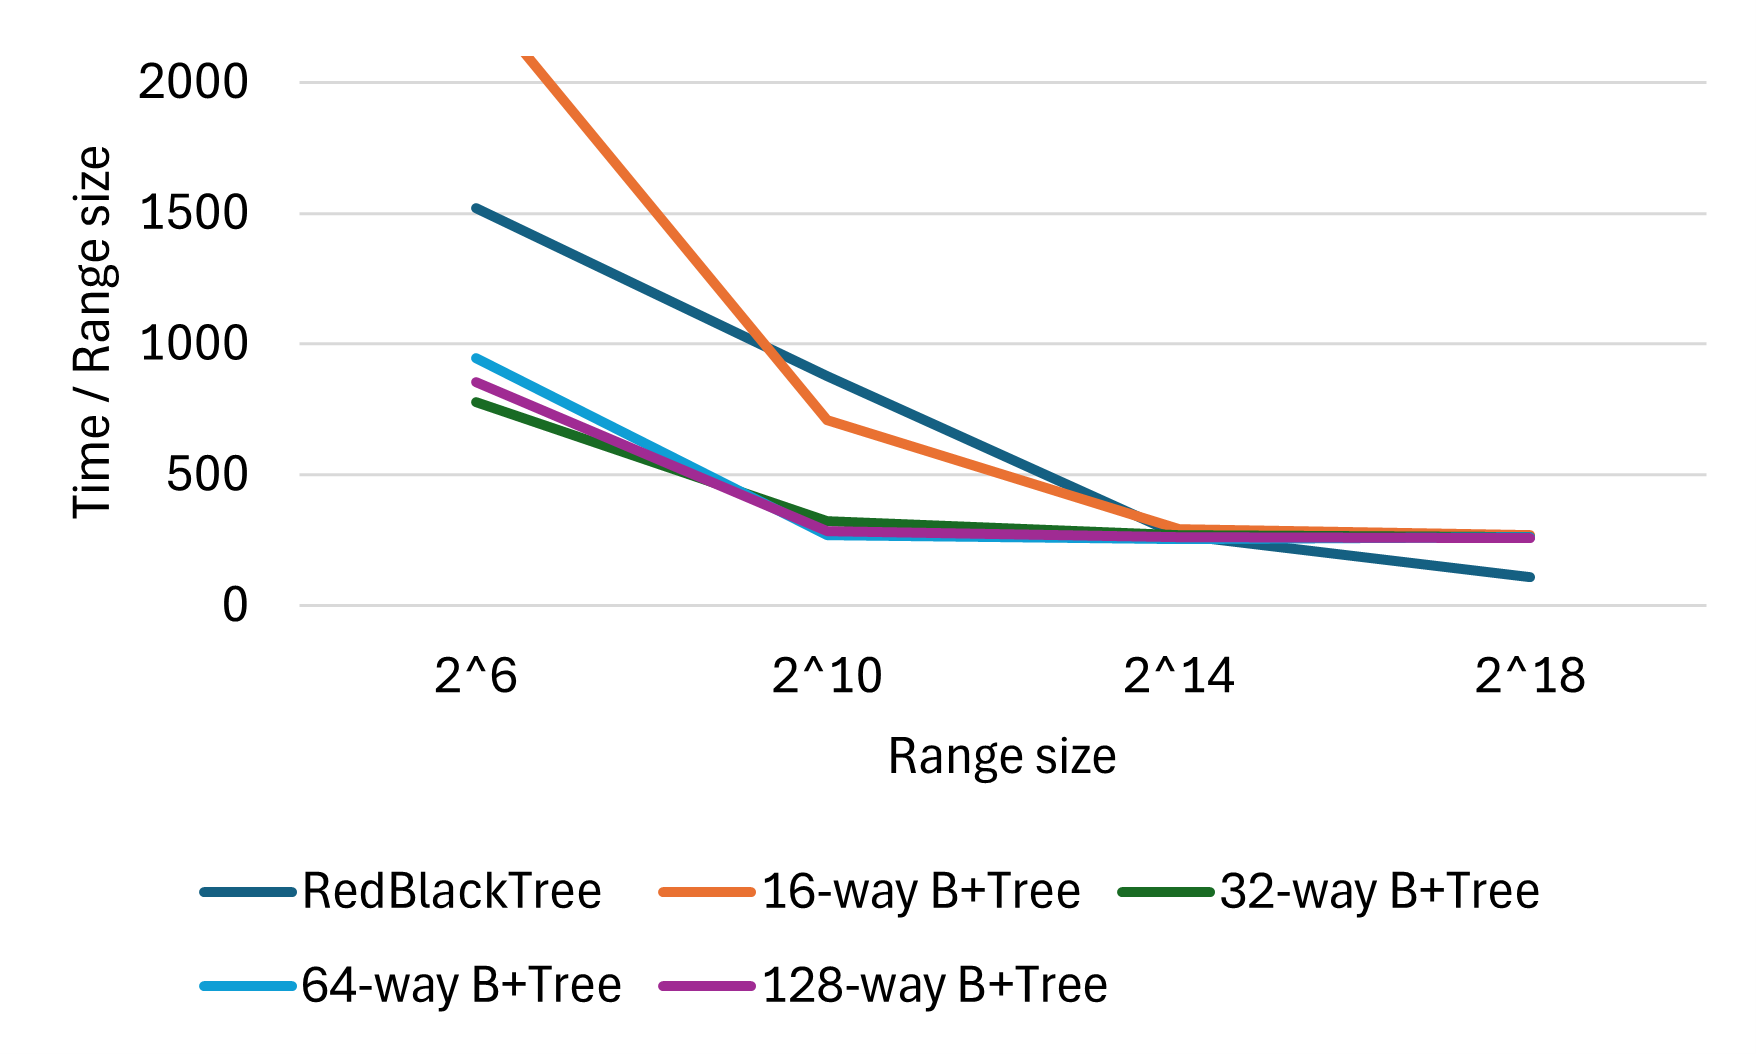 2000
1500
1000
500
0
Time / Range size
2^6 2^10 2^14 2^18
Range size
RedBlackTree 16-way B+Tree 32-way B+Tree
64-way B+Tree 128-way B+Tree